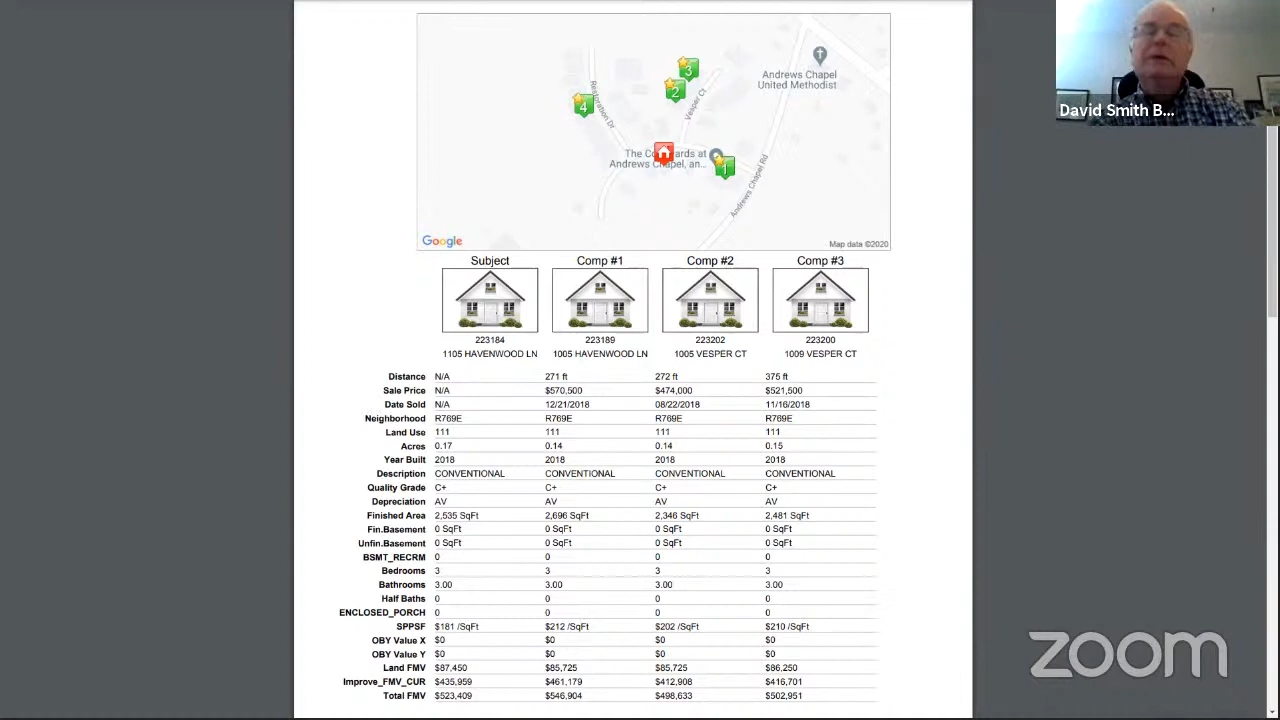 3
2
4
1
Restoration Dr
Vesper Ct
Andrews Chapel
United Methodist
The Co
ards at
Andrews Chapel, an...
Andrews Chapel Rd
Google
Map data ©2020
David Smith B...
Subject Comp #1 Comp #2 Comp #3
223184 223189 223202 223200
1105 HAVENWOOD LN 1005 HAVENWOOD LN 1005 VESPER CT 1009 VESPER CT
Distance N/A 271 ft 272 ft 375 ft
Sale Price N/A $570,500 $474,000 $521,500
Date Sold N/A 12/21/2018 08/22/2018 11/16/2018
Neighborhood R769E R769E R769E R769E
Land Use 111 111 111 111
Acres 0.17 0.14 0.14 0.15
Year Built 2018 2018 2018 2018
Description CONVENTIONAL CONVENTIONAL CONVENTIONAL CONVENTIONAL
Quality Grade C+ C+ C+ C+
Depreciation AV AV AV AV
Finished Area 2,535 SqFt 2,696 SqFt 2,346 SqFt 2,481 SqFt
Fin.Basement 0 SqFt 0 SqFt 0 SqFt 0 SqFt
Unfin.Basement 0 SqFt 0 SqFt 0 SqFt 0 SqFt
BSMT_RECRM 0 0 0 0
Bedrooms 3 3 3 3
Bathrooms 3.00 3.00 3.00 3.00
Half Baths 0 0 0 0
ENCLOSED_PORCH 0 0 0 0
SPPSF $181 /SqFt $212 /SqFt $202 /SqFt $210 /SqFt
OBY Value X $0 $0 $0 $0
OBY Value Y $0 $0 $0 $0
Land FMV $87,450 $85,725 $85,725 $86,250
Improve_FMV_CUR $435,959 $461,179 $412,908 $416,701
Total FMV $523,409 $546,904 $498,633 $502,951
zoom